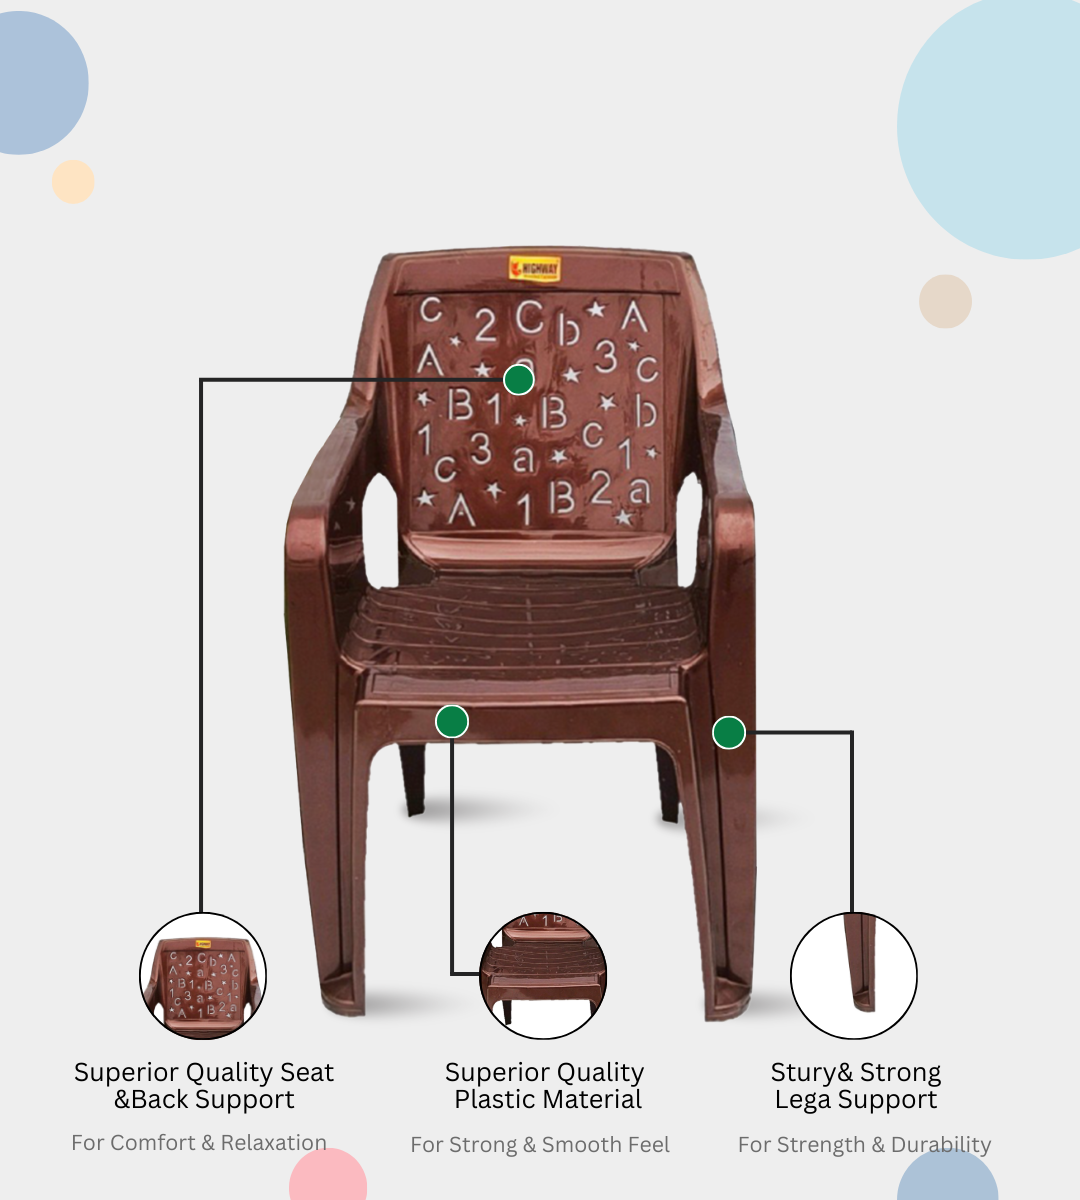 HIGHWAY
C 2 C b A
A a 3 C
B 1 B b
1 3 a c 1
c A 1 B 2 a
Superior Quality Seat
&Back Support
For Comfort & Relaxation
Superior Quality
Plastic Material
For Strong & Smooth Feel
Stury& Strong
Lega Support
For Strength & Durability